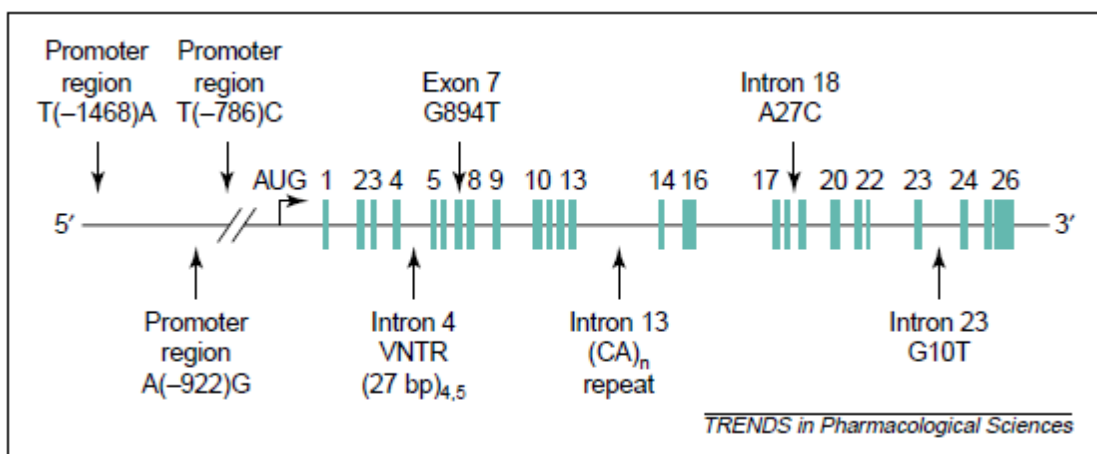 Promoter
region
T(–1468)A
Promoter
region
T(–786)C
Exon 7
G894T
Intron 18
A27C
AUG 1 23 4 5 8 9 10 13 14 16 17 20 22 23 24 26
5′ 3′
Promoter
region
A(–922)G
Intron 4
VNTR
(27 bp)4,5
Intron 13
(CA)n
repeat
Intron 23
G10T
TRENDS in Pharmacological Sciences